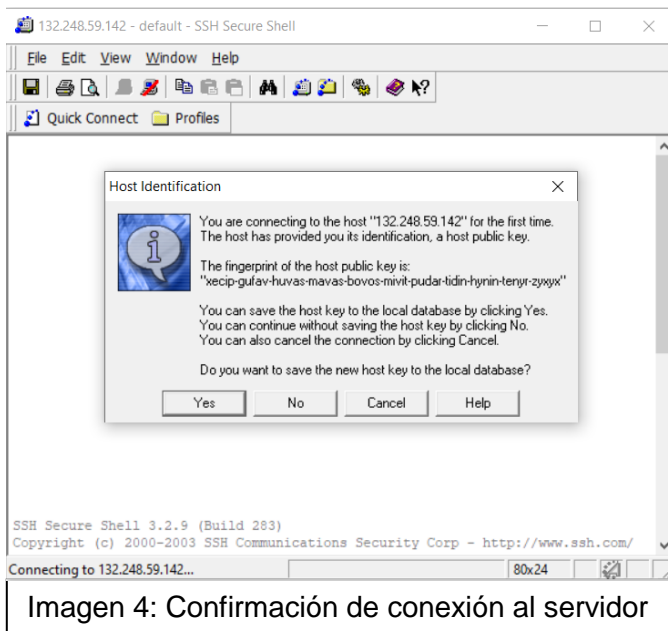 132.248.59.142 - default - SSH Secure Shell
File Edit View Window Help
Quick Connect Profiles
Host Identification
You are connecting to the host "132.248.59.142" for the first time.
The host has provided you its identification, a host public key.
The fingerprint of the host public key is:
"xecip-gufav-huvas-mavas-bovos-mivit-pudar-tidin-hynin-tenyr-zyxyx"
You can save the host key to the local database by clicking Yes.
You can continue without saving the host key by clicking No.
You can also cancel the connection by clicking Cancel.
Do you want to save the new host key to the local database?
Yes No Cancel Help
SSH Secure Shell 3.2.9 (Build 283)
Copyright (c) 2000-2003 SSH Communications Security Corp - http://www.ssh.com/
Connecting to 132.248.59.142... 80x24
Imagen 4: Confirmación de conexión al servidor